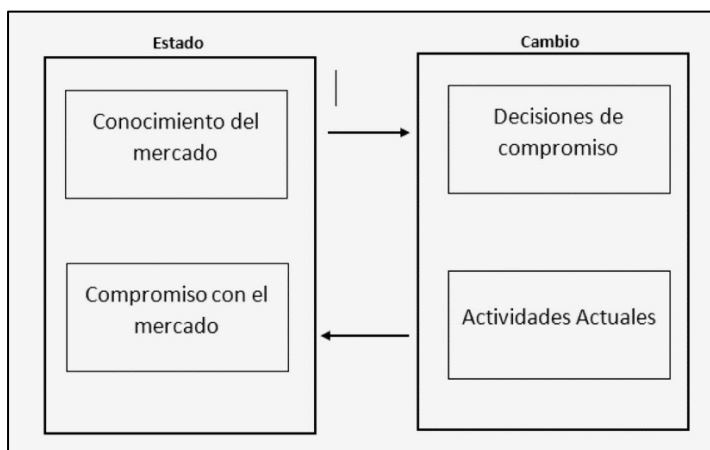 Estado
Cambio
Conocimiento del
mercado
Decisiones de
compromiso
Compromiso con el
mercado
Actividades Actuales